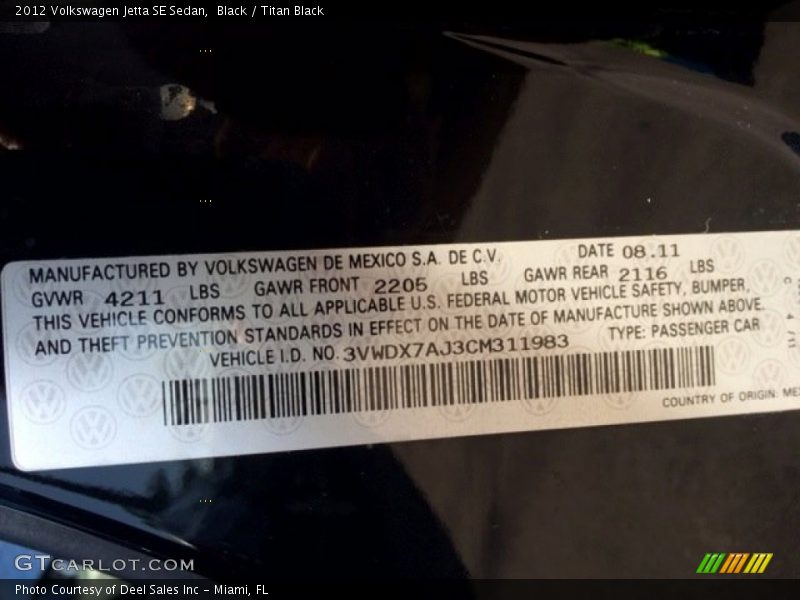 2012 Volkswagen Jetta SE Sedan,  Black / Titan Black
MANUFACTURED BY VOLKSWAGEN DE MEXICO S.A. DE C.V. DATE 08.11
GVWR 4211 LBS GAWR FRONT 2205 LBS GAWR REAR 2116 LBS
THIS VEHICLE CONFORMS TO ALL APPLICABLE U.S. FEDERAL MOTOR VEHICLE SAFETY, BUMPER,
AND THEFT PREVENTION STANDARDS IN EFFECT ON THE DATE OF MANUFACTURE SHOWN ABOVE.
VEHICLE I.D. NO. 3VWDX7AJ3CM311983 TYPE: PASSENGER CAR
COUNTRY OF ORIGIN: ME
GTCARLOT.COM
Photo Courtesy of Deel Sales Inc – Miami, FL